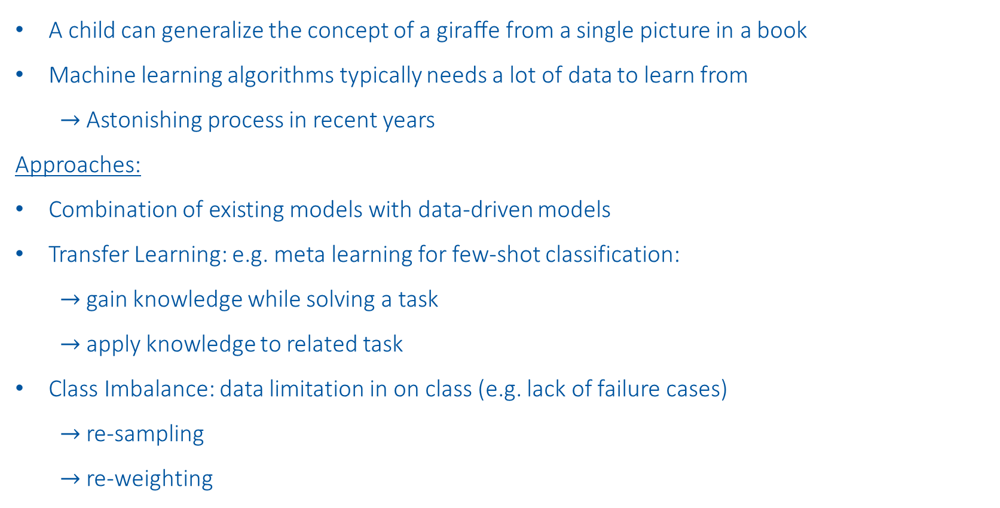 • A child can generalize the concept of a giraffe from a single picture in a book
• Machine learning algorithms typically needs a lot of data to learn from
→ Astonishing process in recent years
Approaches:
• Combination of existing models with data-driven models
• Transfer Learning: e.g. meta learning for few-shot classification:
→ gain knowledge while solving a task
→ apply knowledge to related task
• Class Imbalance: data limitation in on class (e.g. lack of failure cases)
→ re-sampling
→ re-weighting